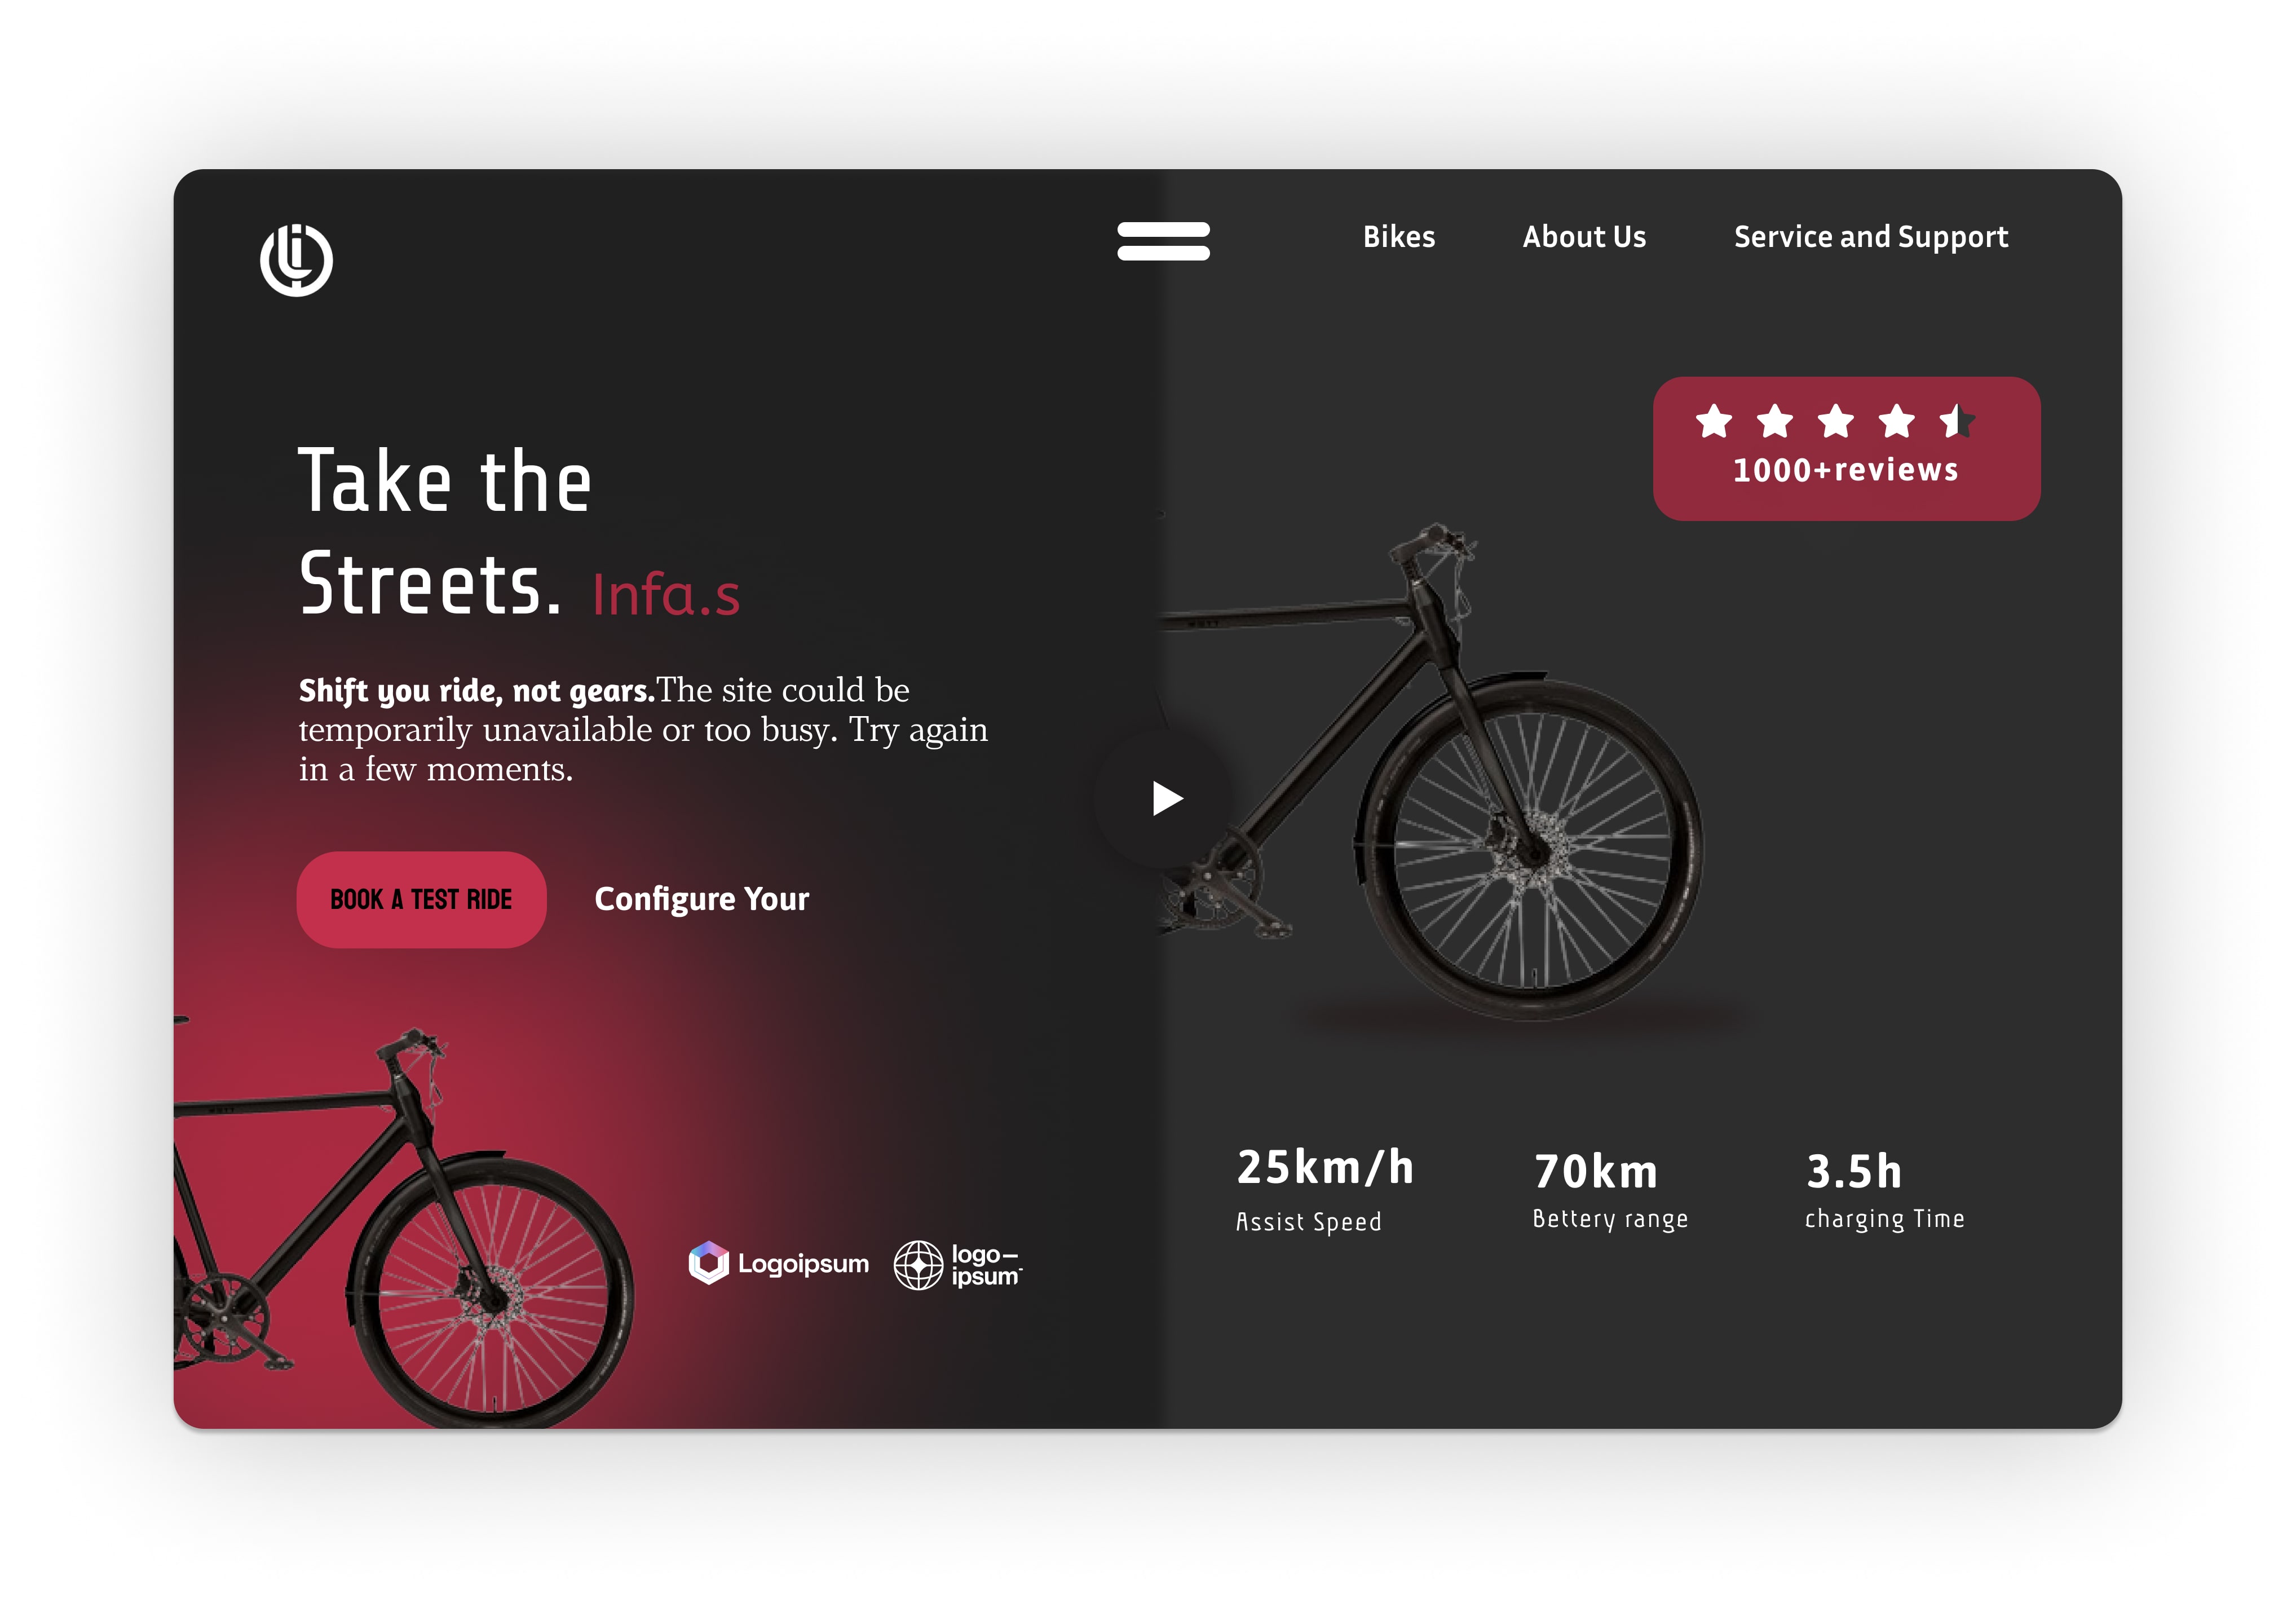 Bikes About Us Service and Support
1000+reviews
Take the
Streets. Infa.s
Shift you ride, not gears.The site could be
temporarily unavailable or too busy. Try again
in a few moments.
BOOK A TEST RIDE Configure Your
25km/h 70km 3.5h
Assist Speed Bettery range charging Time
Logoipsum
logo—
ipsum